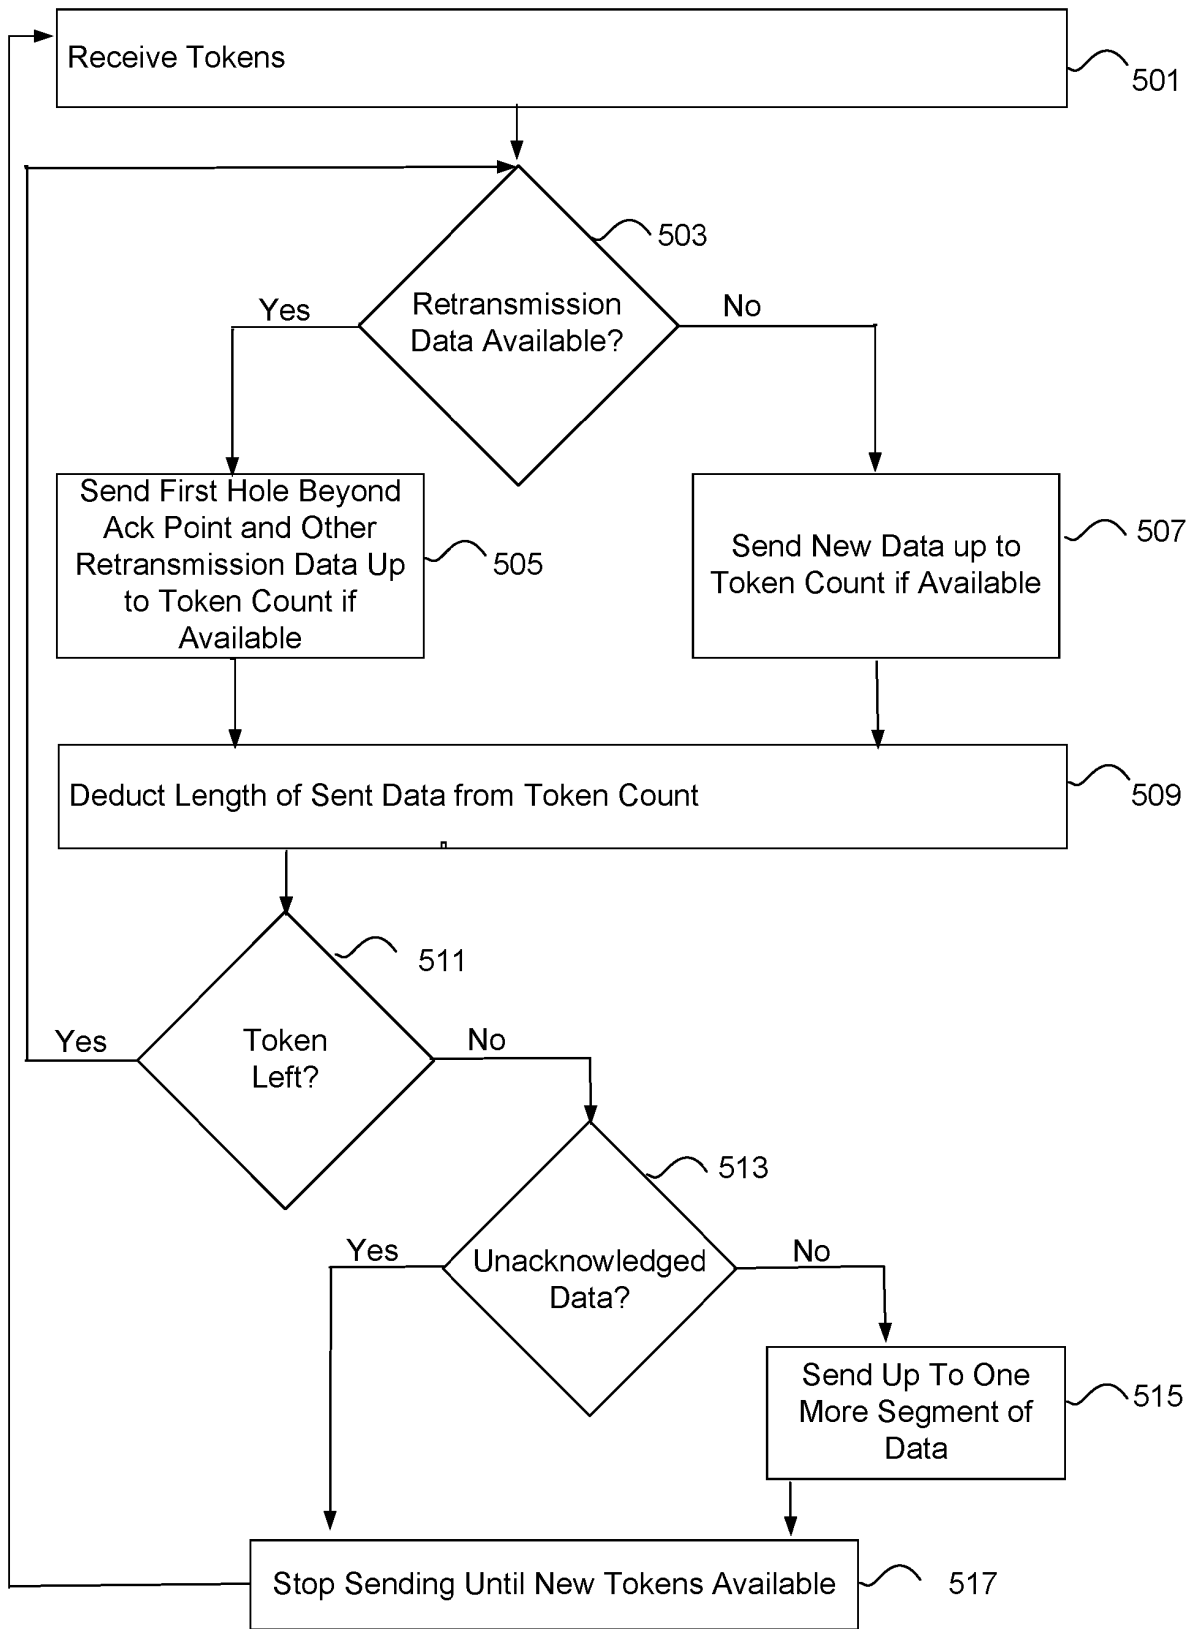 Receive Tokens
501
503
Retransmission
Data Available?
Yes
No
Send First Hole Beyond
Ack Point and Other
Retransmission Data Up
to Token Count if
Available
505
Send New Data up to
Token Count if Available
507
Deduct Length of Sent Data from Token Count
509
511
Token
Left?
Yes
No
513
Unacknowledged
Data?
Yes
No
Send Up To One
More Segment of
Data
515
Stop Sending Until New Tokens Available
517